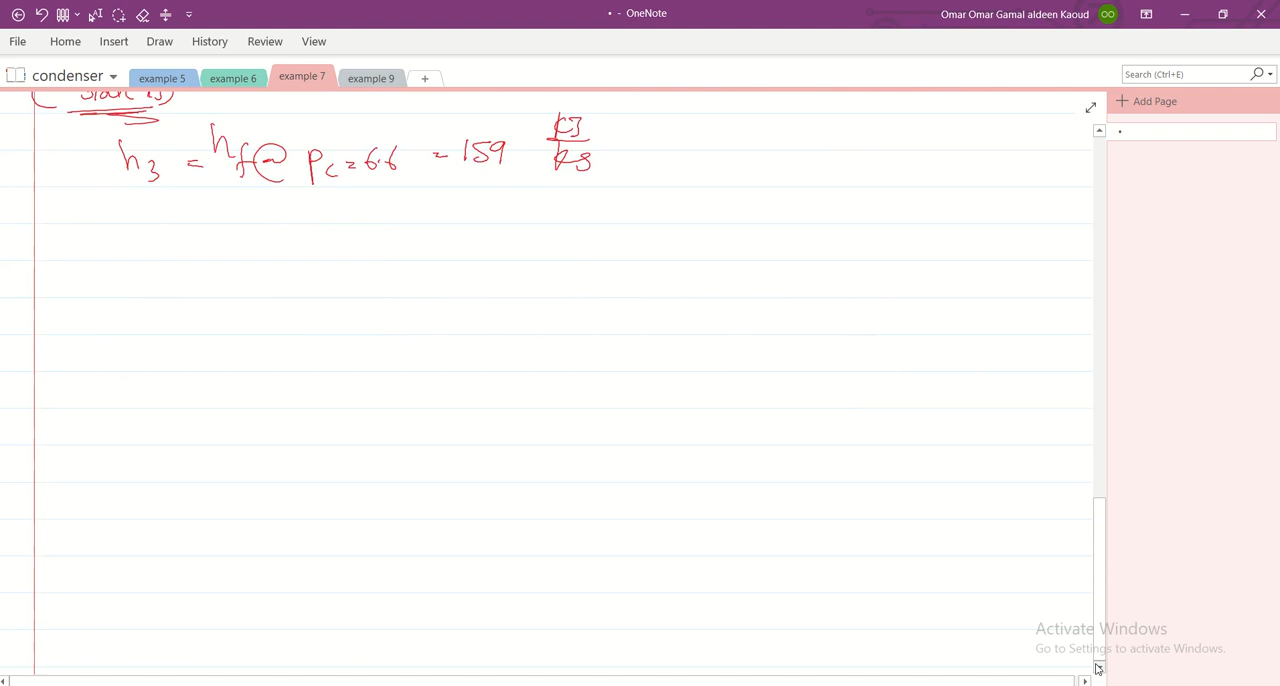 • - OneNote
Omar Omar Gamal aldeen Kaoud
OO
File Home Insert Draw History Review View
condenser
example 5
example 6
example 7
example 9
+
Search (Ctrl+E)
Add Page
•
h3 = hf @ Pc = 6.6 = 159 kJ/kg
Activate Windows
Go to Settings to activate Windows.